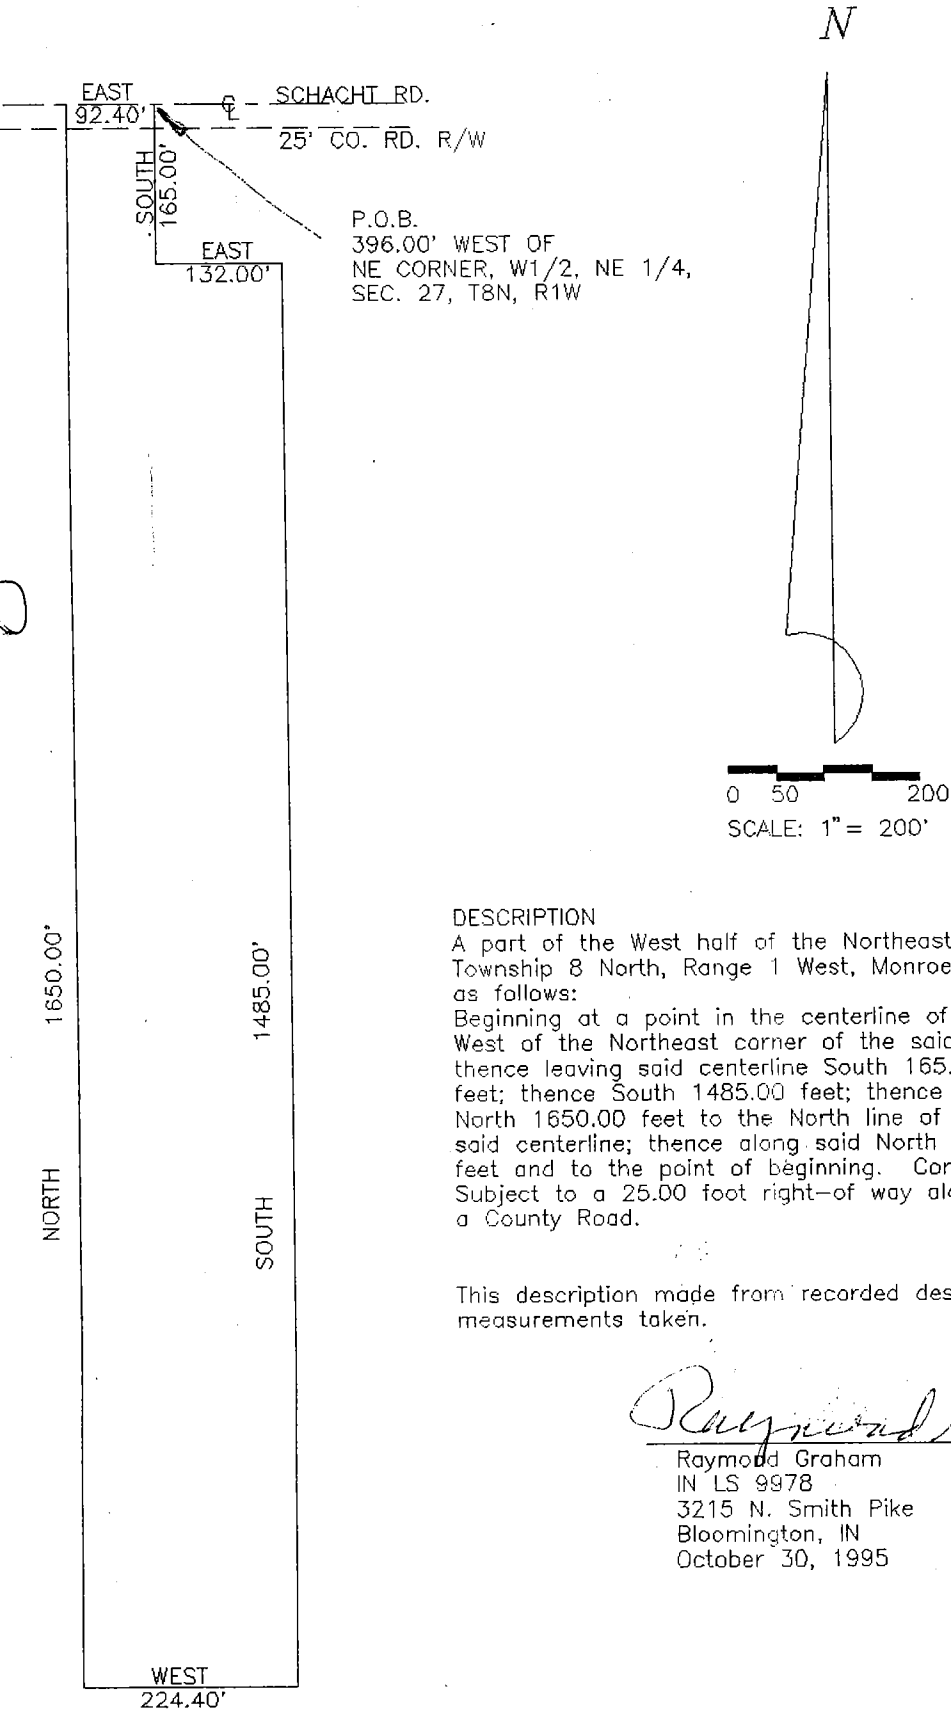 N
EAST
92.40'
℄
SCHACHT RD.
25' CO. RD. R/W
SOUTH
165.00'
P.O.B.
396.00' WEST OF
NE CORNER, W1/2, NE 1/4,
SEC. 27, T8N, R1W
EAST
132.00'
0 50 200
SCALE: 1" = 200'
NORTH 1650.00'
SOUTH 1485.00'
DESCRIPTION
A part of the West half of the Northeast
Township 8 North, Range 1 West, Monroe
as follows:
Beginning at a point in the centerline of
West of the Northeast corner of the said
thence leaving said centerline South 165.
feet; thence South 1485.00 feet; thence
North 1650.00 feet to the North line of
said centerline; thence along said North
feet and to the point of beginning. Con
Subject to a 25.00 foot right-of way al
a County Road.
This description made from recorded des
measurements taken.
Raymond
Raymond Graham
IN LS 9978
3215 N. Smith Pike
Bloomington, IN
October 30, 1995
WEST
224.40'